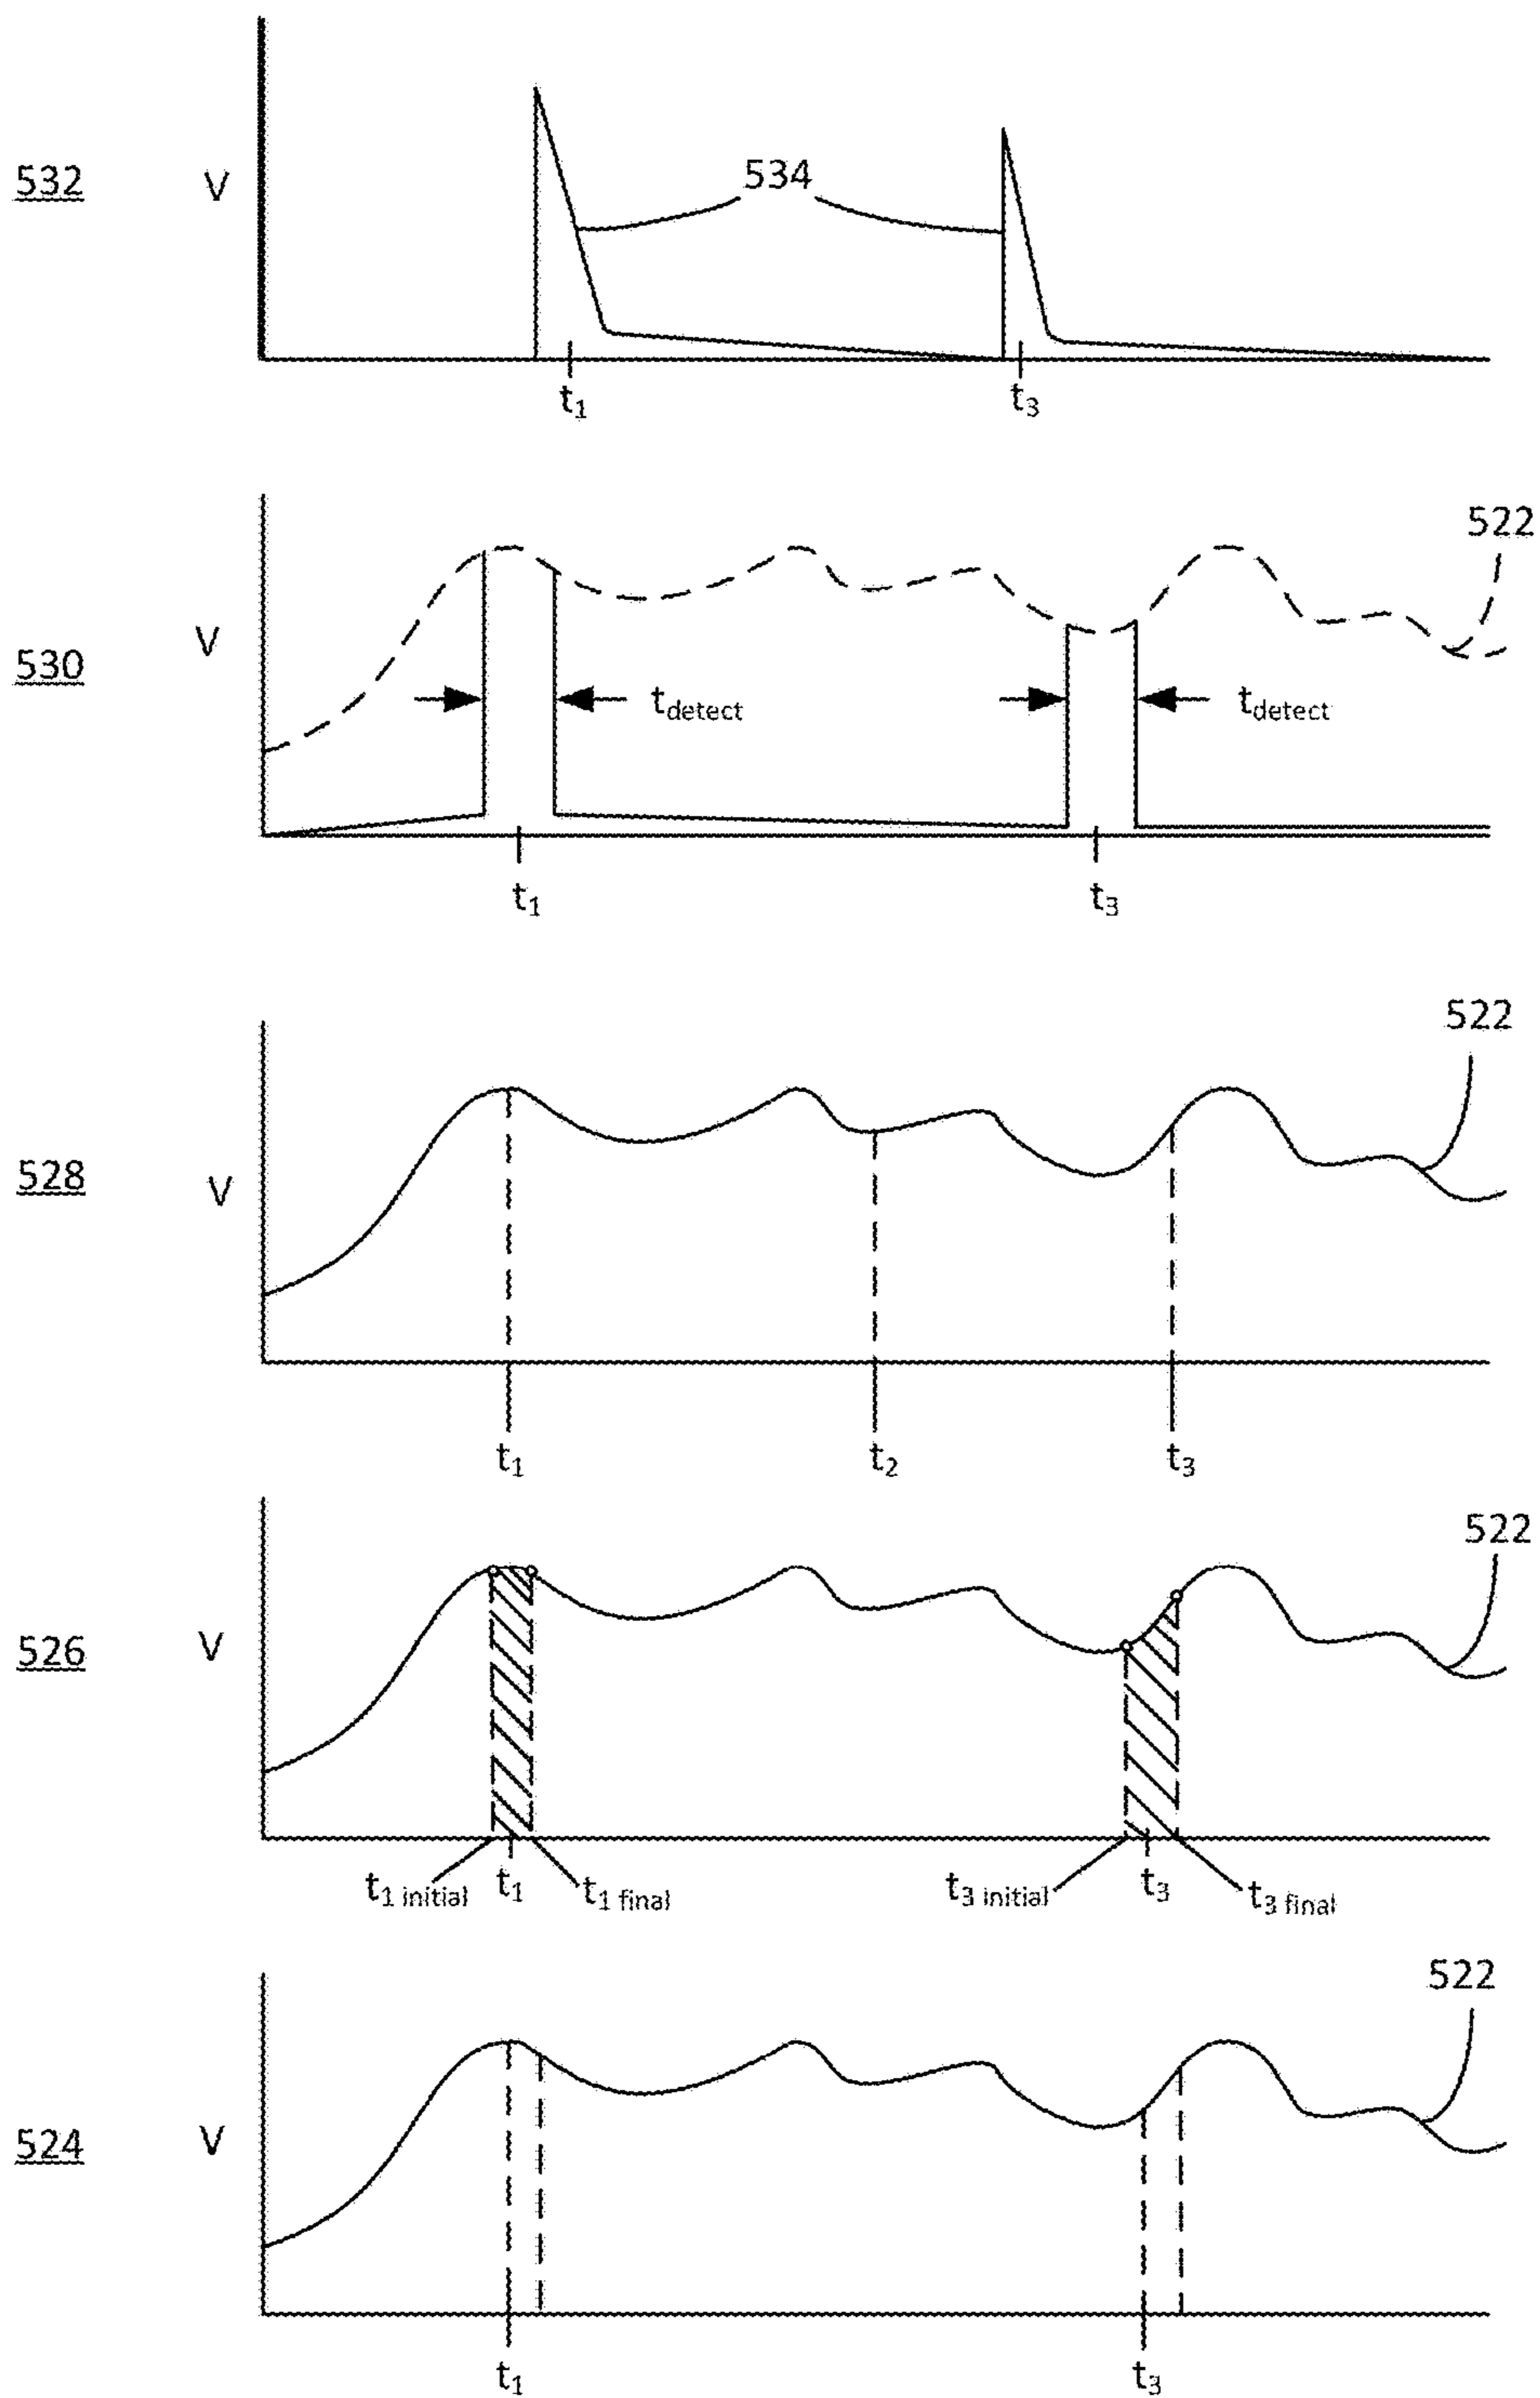 534
532 V
t1 t3
522
530 V
tdetect tdetect
t1 t3
522
528 V
t1 t2 t3
522
526 V
t1 initial t1 t1 final t3 initial t3 t3 final
522
524 V
t1 t3